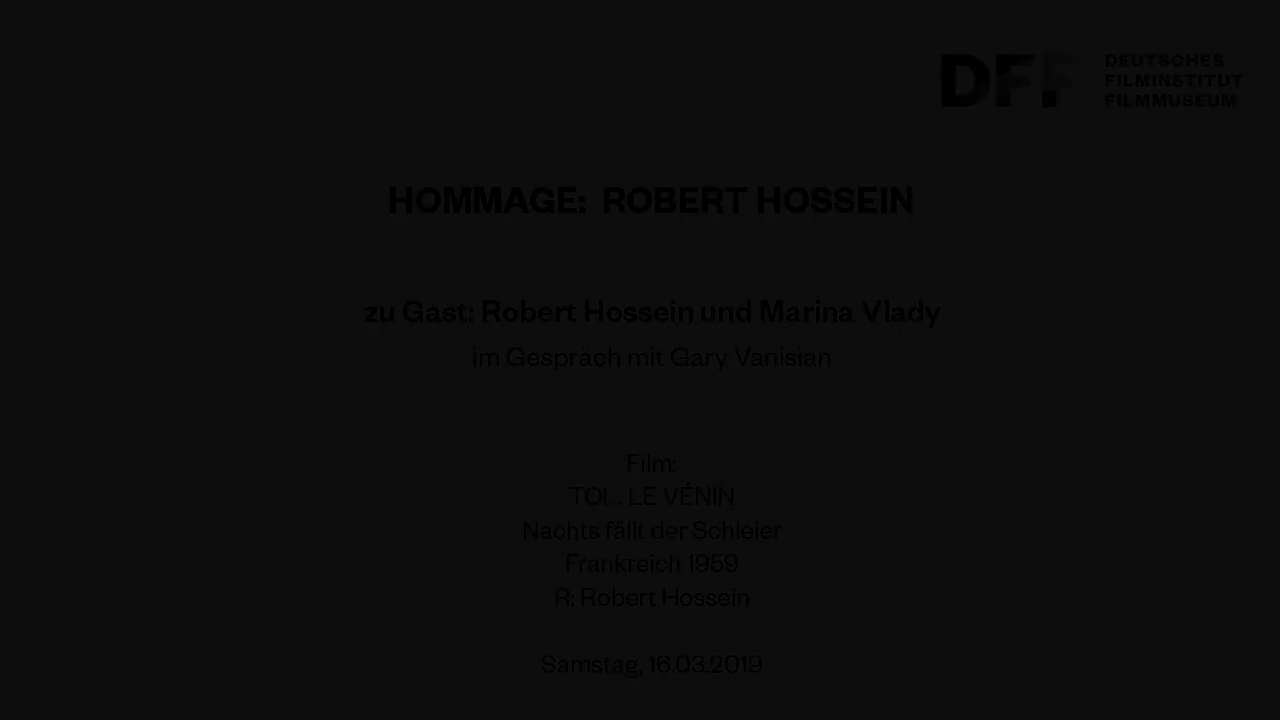 DFF
DEUTSCHES
FILMINSTITUT
FILMMUSEUM
HOMMAGE: ROBERT HOSSEIN
zu Gast: Robert Hossein und Marina Vlady
im Gespräch mit Gary Vanisian
Film:
TOI... LE VÉNIN
Nachts fällt der Schleier
Frankreich 1959
R: Robert Hossein
Samstag, 16.03.2019